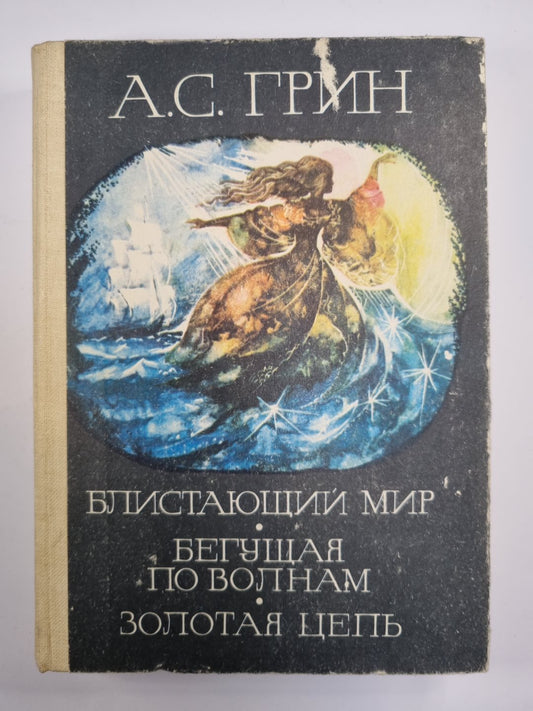 А.С. ГРИН
БЛИСТАЮЩИЙ МИР
•
БЕГУЩАЯ
ПО ВОЛНАМ
•
ЗОЛОТАЯ ЦЕПЬ